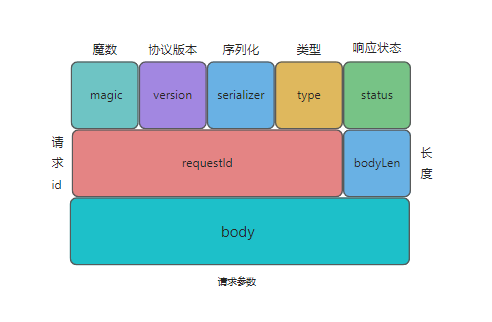 魔数 协议版本 序列化 类型 响应状态
magic version serializer type status
请求id requestId bodyLen 长度
body
请求参数